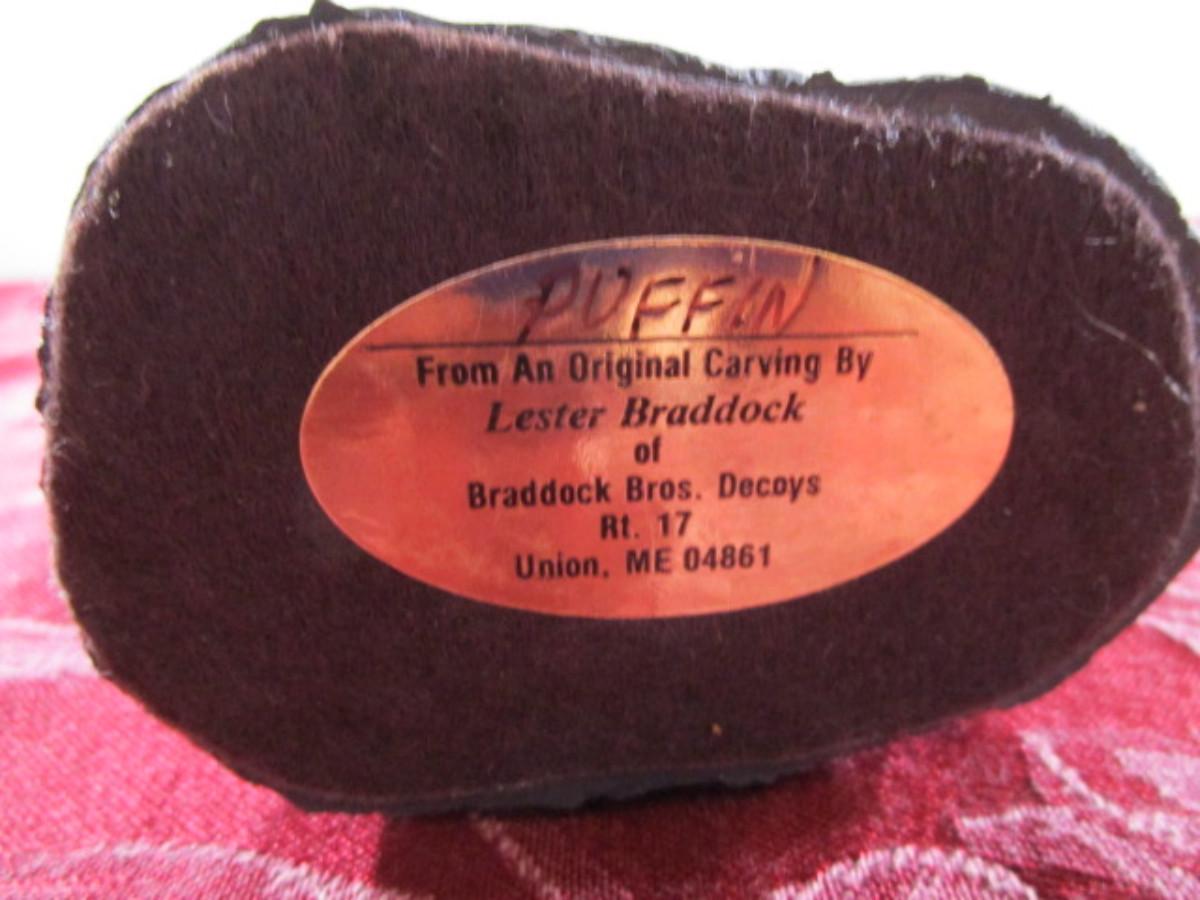 PUFFIN
From An Original Carving By
Lester Braddock
of
Braddock Bros. Decoys
Rt. 17
Union, ME 04861